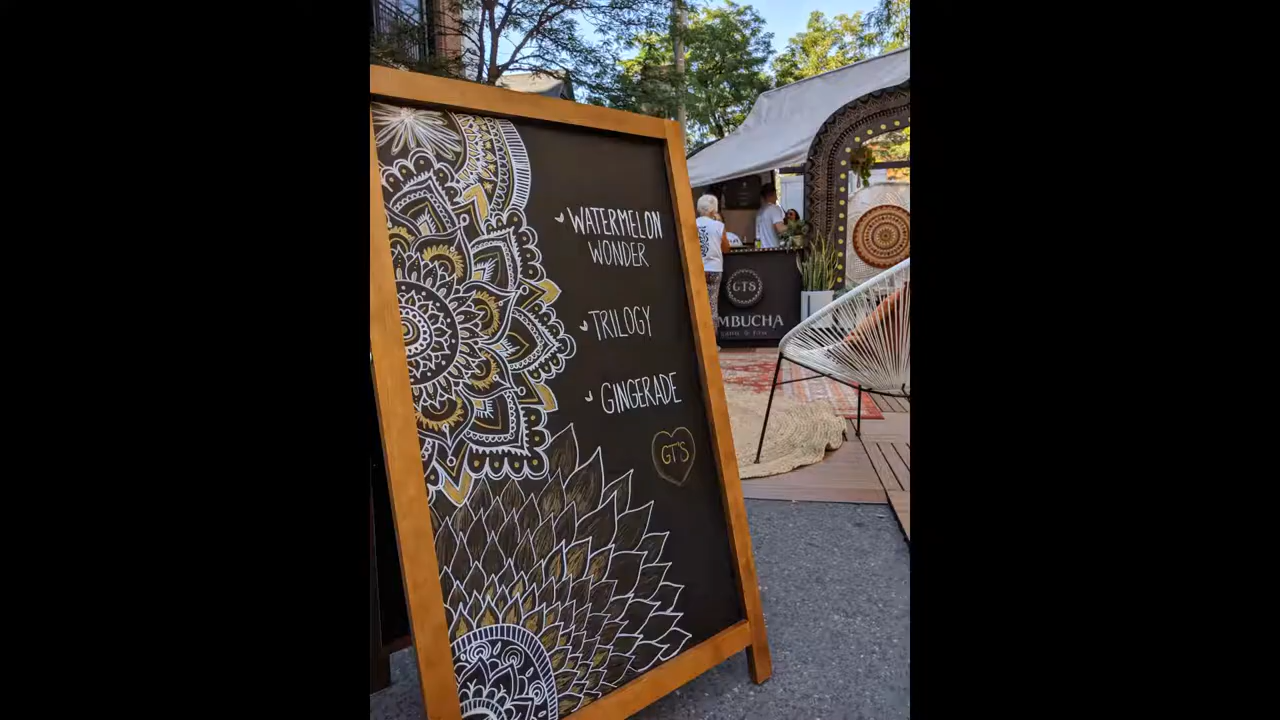 WATERMELON
WONDER
TRILOGY
GINGERADE
GT'S
GT'S
MBUCHA